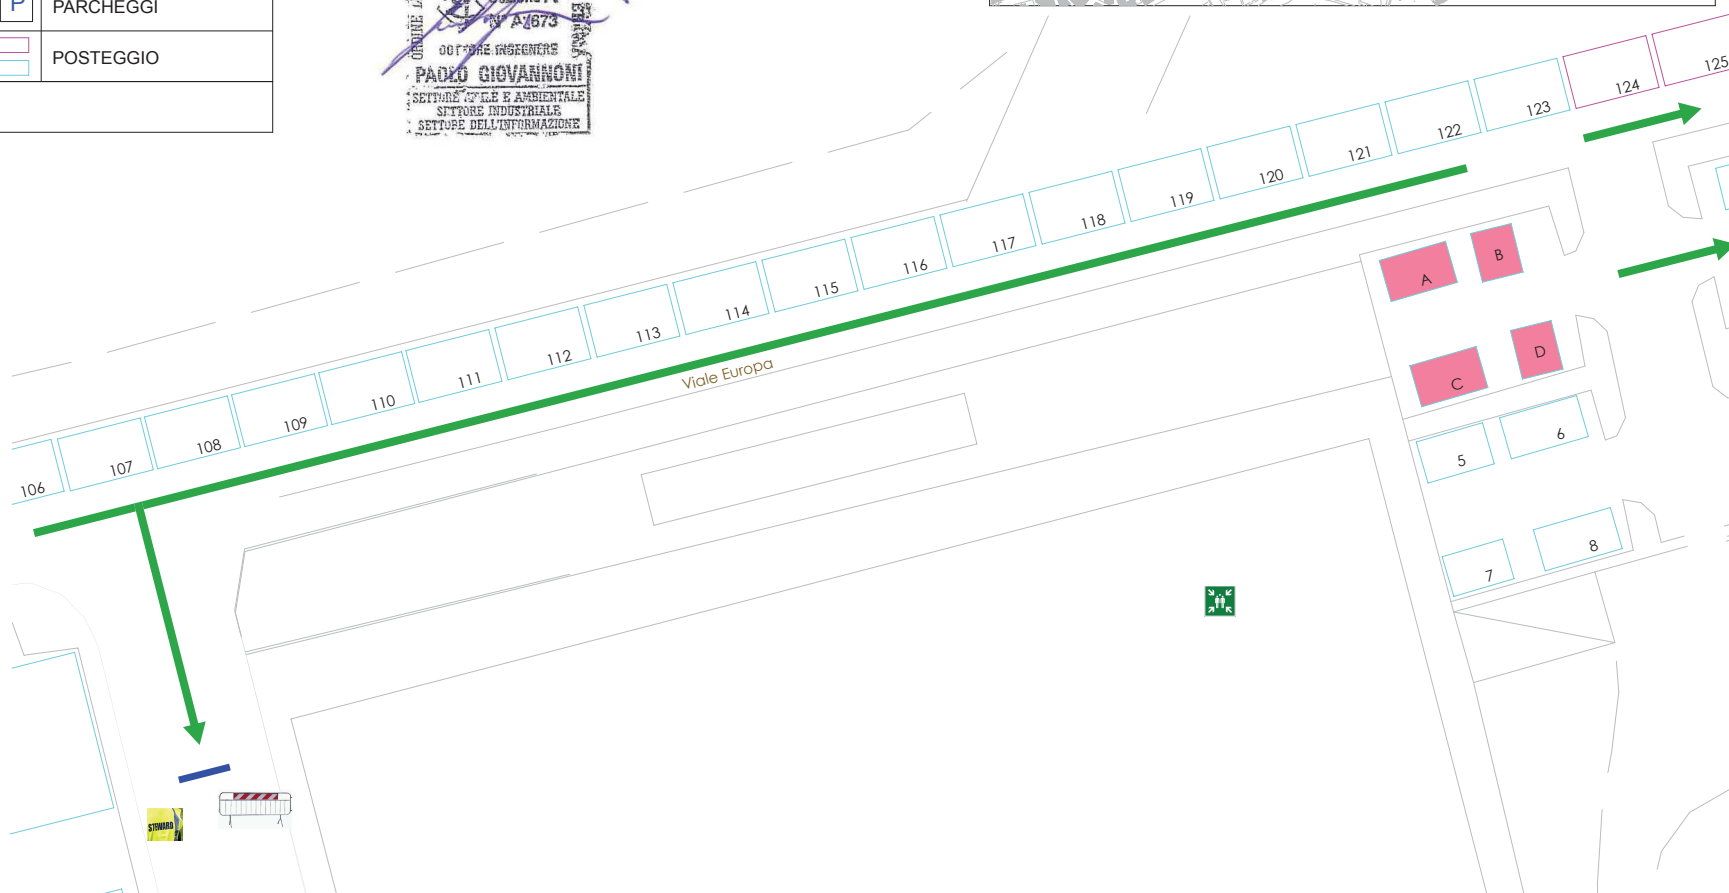 P PARCHEGGI
POSTEGGIO
N° A1673
DOTTORE INGEGNERE
PAOLO GIOVANNONI
SETTORE CIVILE E AMBIENTALE
SETTORE INDUSTRIALE
SETTORE DELL'INFORMAZIONE
125
124
123
122
121
120
119
118
117
116
115
114
113
112
111
110
109
108
107
106
Viale Europa
A
B
C
D
5
6
7
8
STEWARD